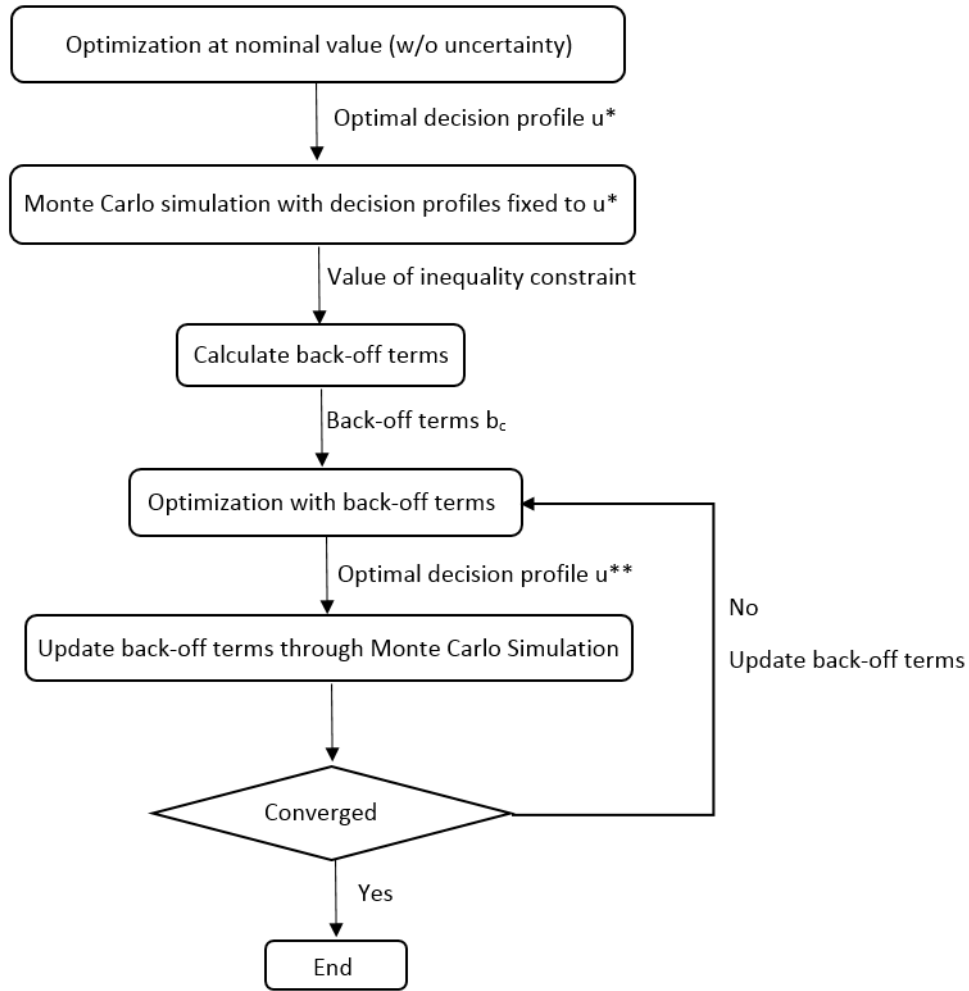 Optimization at nominal value (w/o uncertainty)
Optimal decision profile u*
Monte Carlo simulation with decision profiles fixed to u*
Value of inequality constraint
Calculate back-off terms
Back-off terms b꜀
Optimization with back-off terms
Optimal decision profile u**
No
Update back-off terms through Monte Carlo Simulation
Update back-off terms
Converged
Yes
End